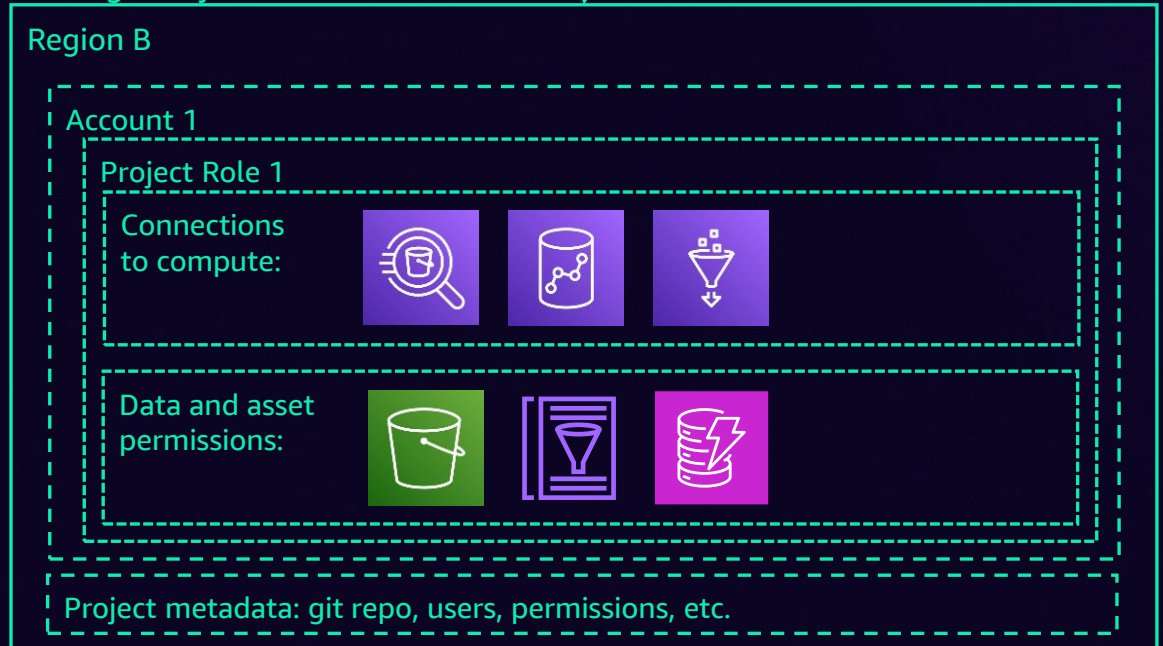 Region B
Account 1
Project Role 1
Connections
to compute:
Data and asset
permissions:
Project metadata: git repo, users, permissions, etc.